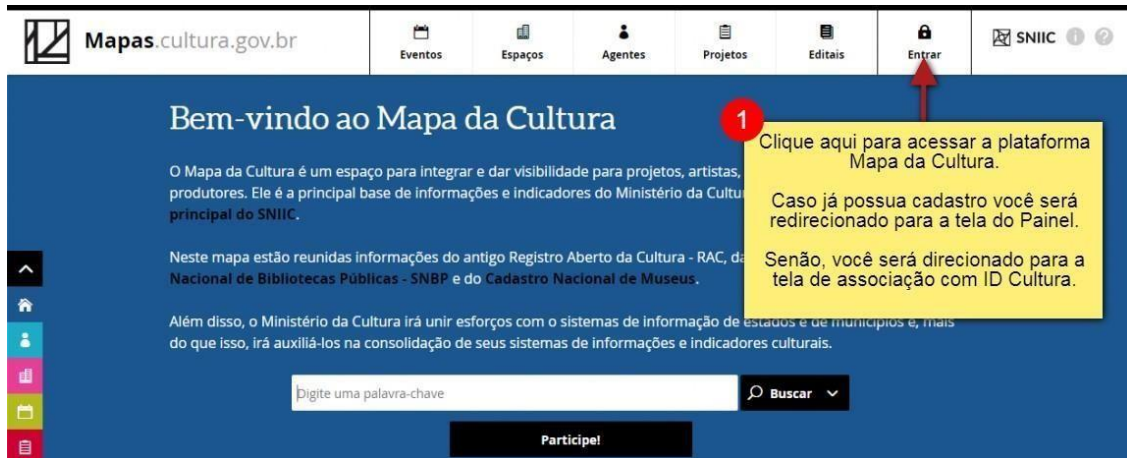 Mapas.cultura.gov.br
Eventos
Espaços
Agentes
Projetos
Editais
Entrar
SNIIC
Bem-vindo ao Mapa da Cultura
O Mapa da Cultura é um espaço para integrar e dar visibilidade para projetos, artistas,
produtores. Ele é a principal base de informações e indicadores do Ministério da
principal do SNIIC.
Neste mapa estão reunidas informações do antigo Registro Aberto da Cultura - RAC,
Nacional de Bibliotecas Públicas - SNBP e do Cadastro Nacional de Museus.
Além disso, o Ministério da Cultura irá unir esforços com o sistemas de informação de estados e de municípios e, mais
do que isso, irá auxiliá-los na consolidação de seus sistemas de informações e indicadores culturais.
1
Clique aqui para acessar a plataforma
Mapa da Cultura.
Caso já possua cadastro você será
redirecionado para a tela do Painel.
Senão, você será direcionado para a
tela de associação com ID Cultura.
Digite uma palavra-chave
Buscar
Participe!